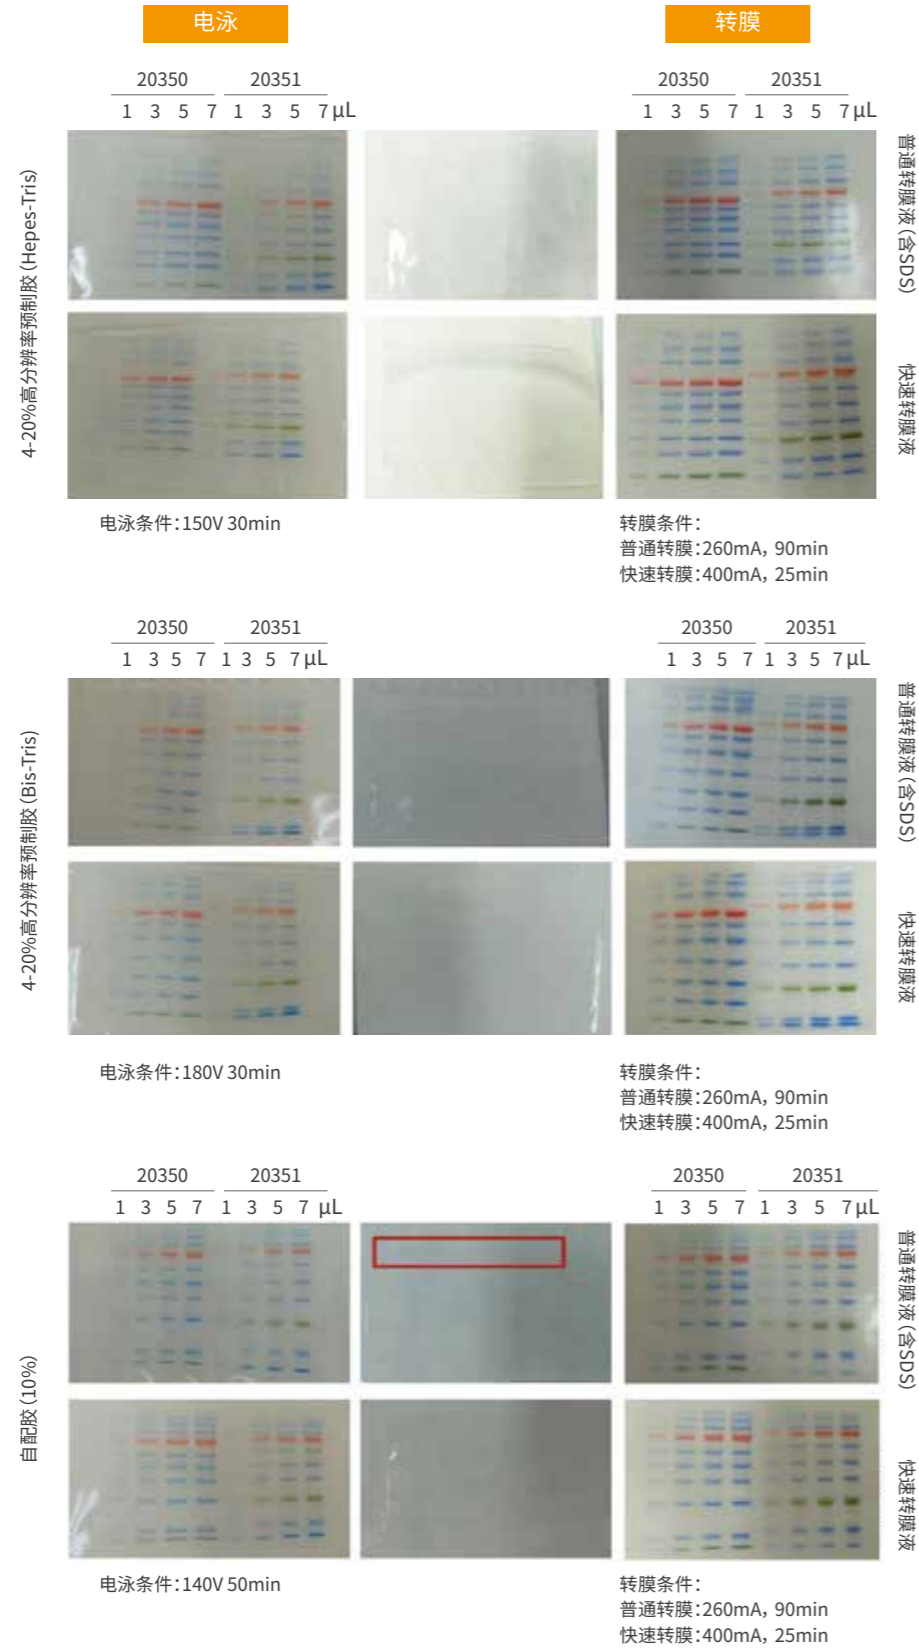 电泳
转膜
20350 20351
1 3 5 7 1 3 5 7 μL
20350 20351
1 3 5 7 1 3 5 7 μL
4-20%高分辨率预制胶(Hepes-Tris)
普通转膜液(含SDS)
快速转膜液
电泳条件:150V 30min
转膜条件:
普通转膜:260mA, 90min
快速转膜:400mA, 25min
20350 20351
1 3 5 7 1 3 5 7 μL
20350 20351
1 3 5 7 1 3 5 7 μL
4-20%高分辨率预制胶(Bis-Tris)
普通转膜液(含SDS)
快速转膜液
电泳条件:180V 30min
转膜条件:
普通转膜:260mA, 90min
快速转膜:400mA, 25min
20350 20351
1 3 5 7 1 3 5 7 μL
20350 20351
1 3 5 7 1 3 5 7 μL
自配胶(10%)
普通转膜液(含SDS)
快速转膜液
电泳条件:140V 50min
转膜条件:
普通转膜:260mA, 90min
快速转膜:400mA, 25min